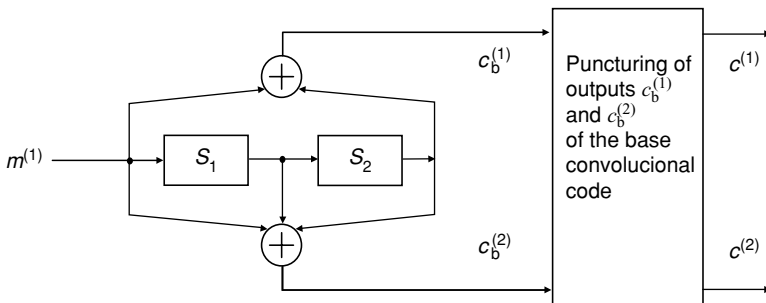 c_b^(1)
c^(1)
Puncturing of
outputs c_b^(1)
and c_b^(2)
of the base
convolucional
code
m^(1)
S_1
S_2
c_b^(2)
c^(2)